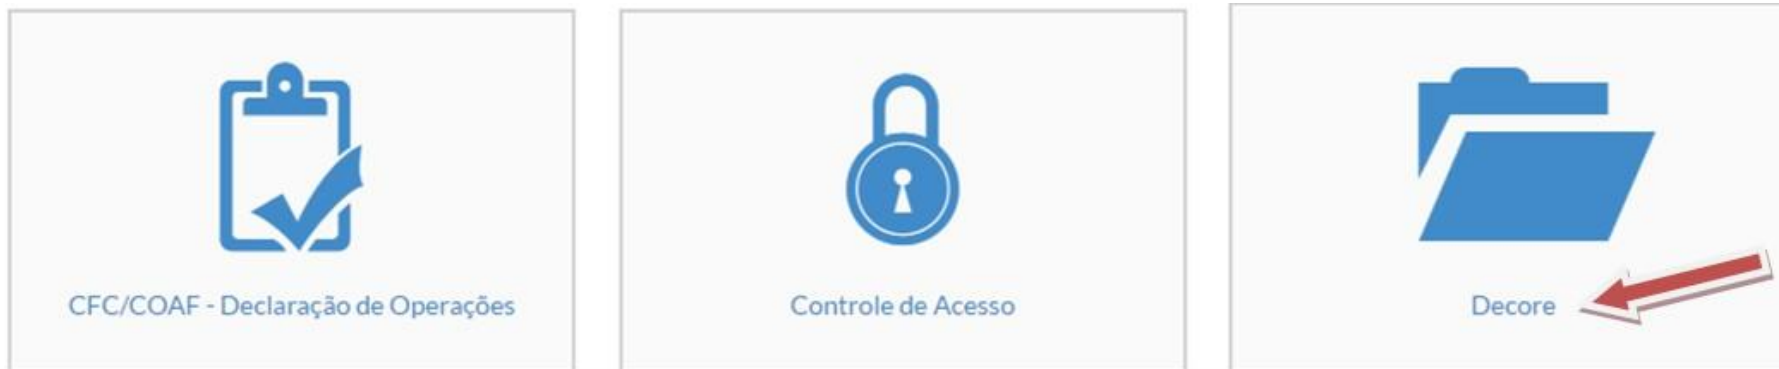 CFC/COAF - Declaração de Operações
Controle de Acesso
Decore